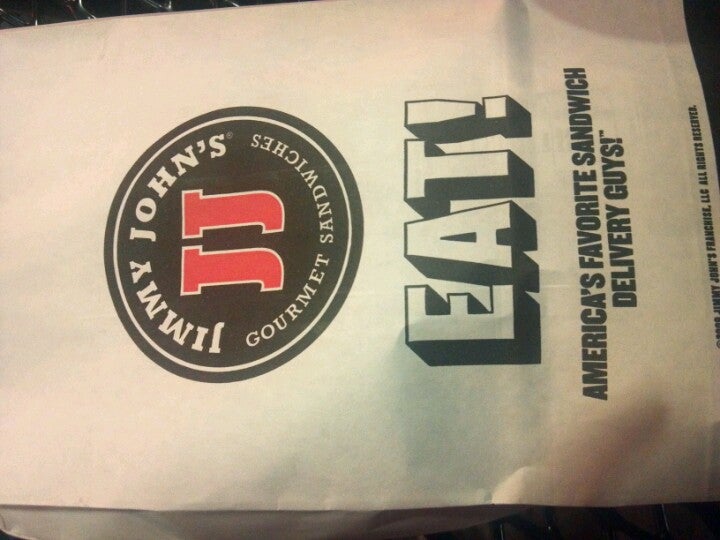 JIMMY JOHN'S®
JJ
GOURMET SANDWICHES
EAT!
AMERICA'S FAVORITE SANDWICH
DELIVERY GUYS!™
JIMMY JOHN'S FRANCHISE, LLC ALL RIGHTS RESERVED.